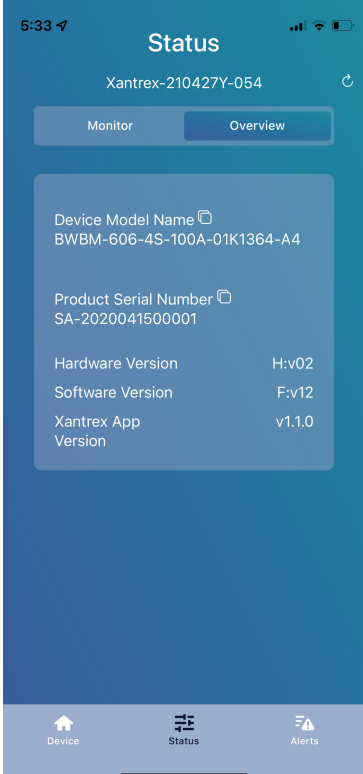 5:33
Status
Xantrex-210427Y-054
Monitor Overview
Device Model Name
BWBM-606-4S-100A-01K1364-A4
Product Serial Number
SA-2020041500001
Hardware Version H:v02
Software Version F:v12
Xantrex App v1.1.0
Version
Device Status Alerts